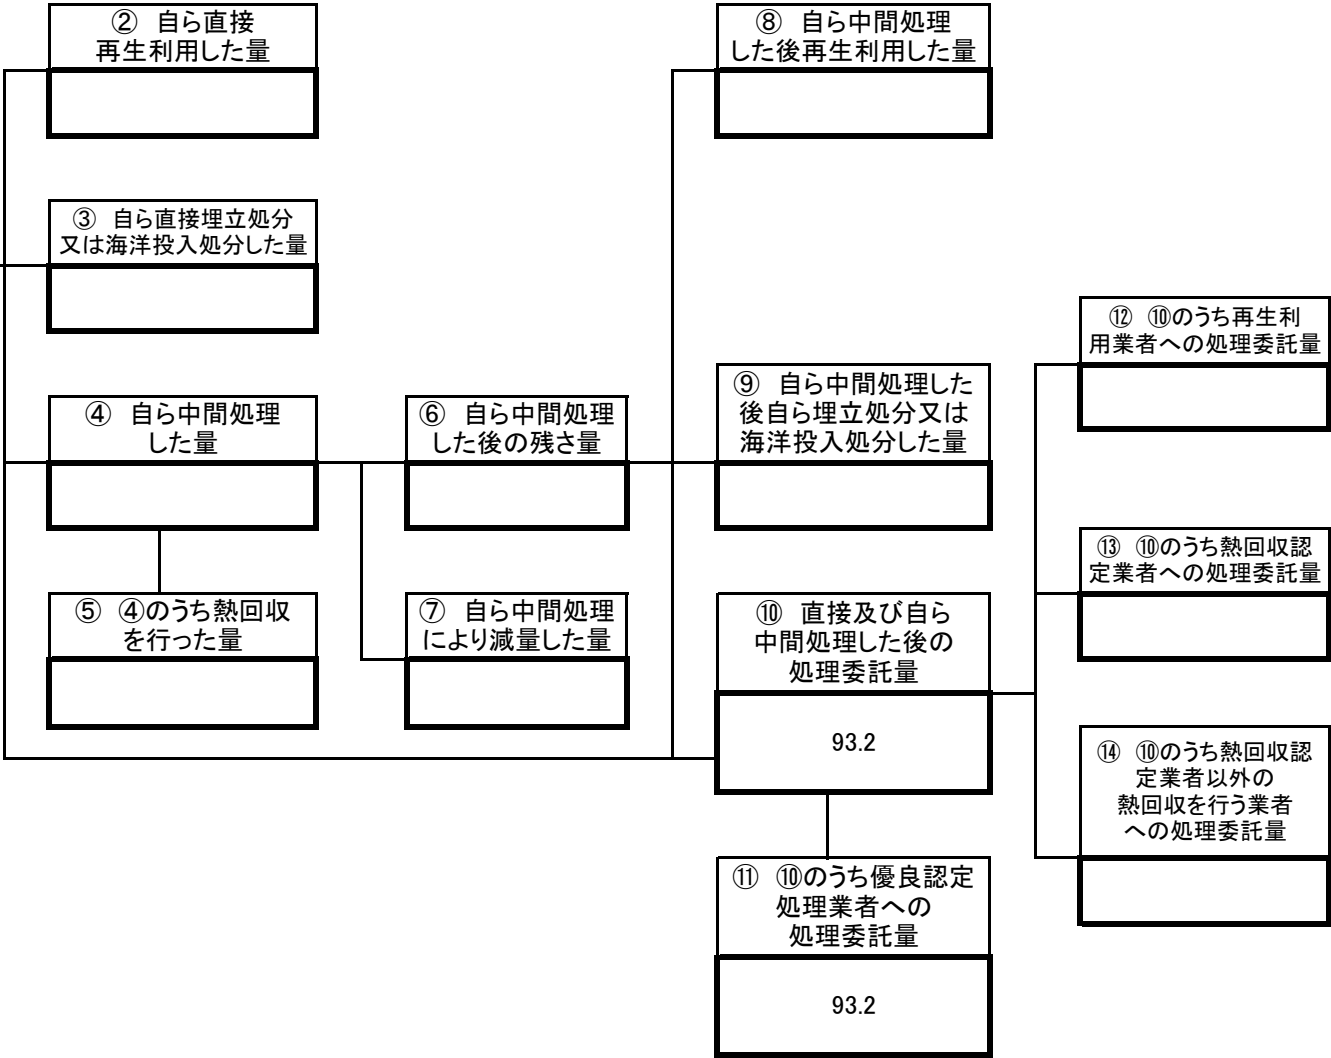 ② 自ら直接
再生利用した量
⑧ 自ら中間処理
した後再生利用した量
③ 自ら直接埋立処分
又は海洋投入処分した量
⑫ ⑩のうち再生利
用業者への処理委託量
④ 自ら中間処理
した量
⑥ 自ら中間処理
した後の残さ量
⑨ 自ら中間処理した
後自ら埋立処分又は
海洋投入処分した量
⑬ ⑩のうち熱回収認
定業者への処理委託量
⑤ ④のうち熱回収
を行った量
⑦ 自ら中間処理
により減量した量
⑩ 直接及び自ら
中間処理した後の
処理委託量
93.2
⑭ ⑩のうち熱回収認
定業者以外の
熱回収を行う業者
への処理委託量
⑪ ⑩のうち優良認定
処理業者への
処理委託量
93.2